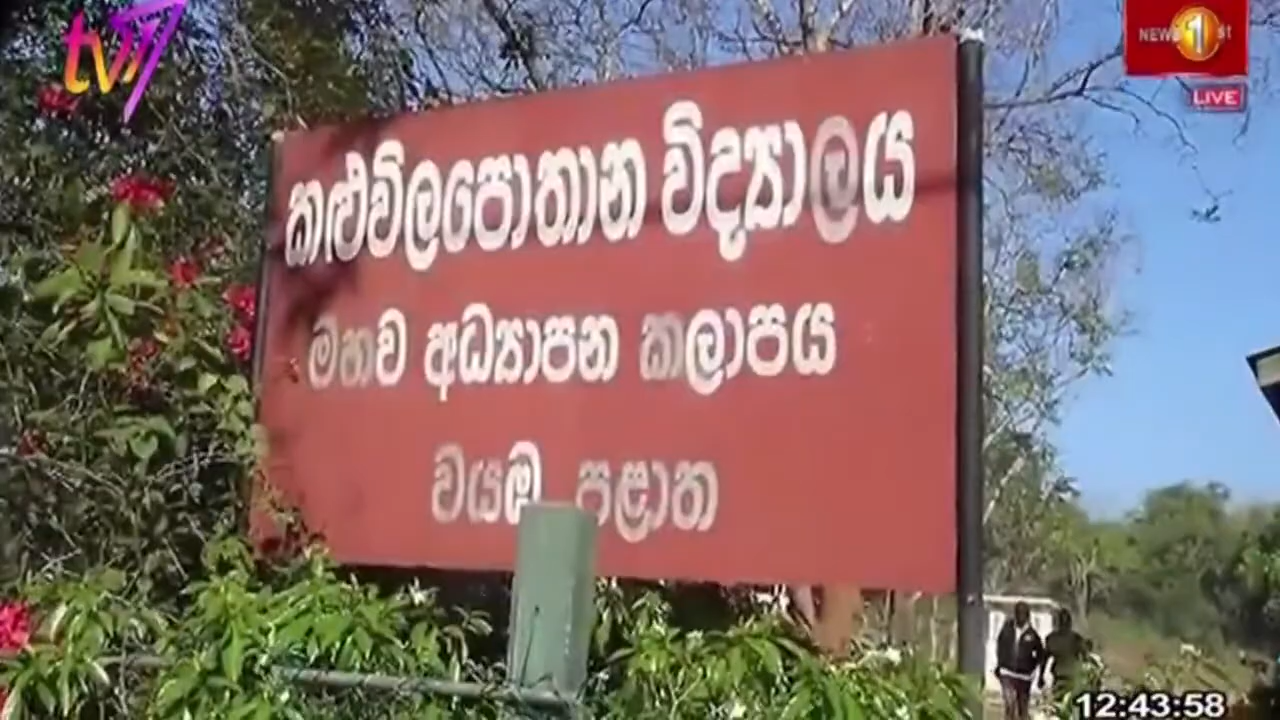 tv1
NEWS 1st
LIVE
කළුවිලපොතාන විද්‍යාලය
මහව අධ්‍යාපන කලාපය
වයඹ පළාත
12:43:58